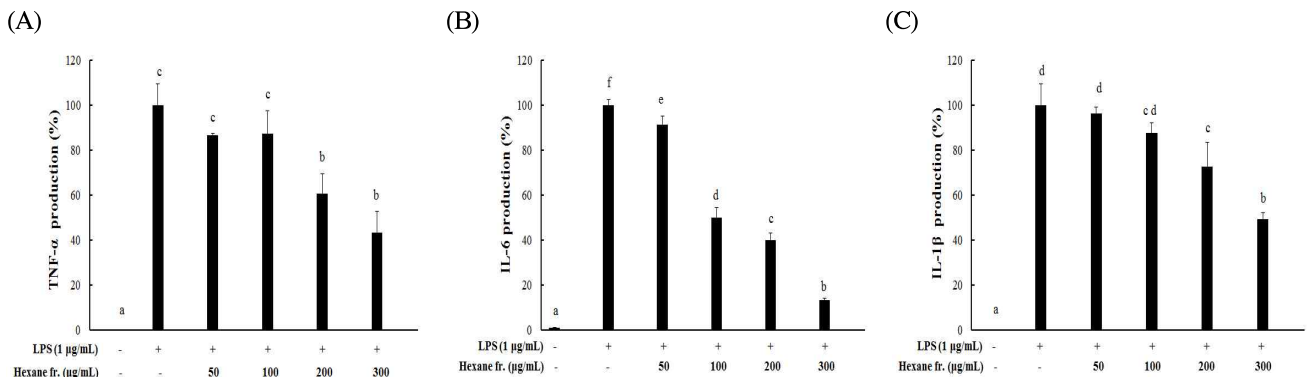 (A)
(B)
(C)
TNF-α production (%)
120
100
80
60
40
20
0
a
c
c
c
b
b
LPS (1 μg/mL) - + + + + +
Hexane fr. (μg/mL) - - 50 100 200 300
IL-6 production (%)
120
100
80
60
40
20
0
a
f
e
d
c
b
LPS (1 μg/mL) - + + + + +
Hexane fr. (μg/mL) - - 50 100 200 300
IL-1β production (%)
120
100
80
60
40
20
0
a
d
d
c d
c
b
LPS (1 μg/mL) - + + + + +
Hexane fr. (μg/mL) - - 50 100 200 300